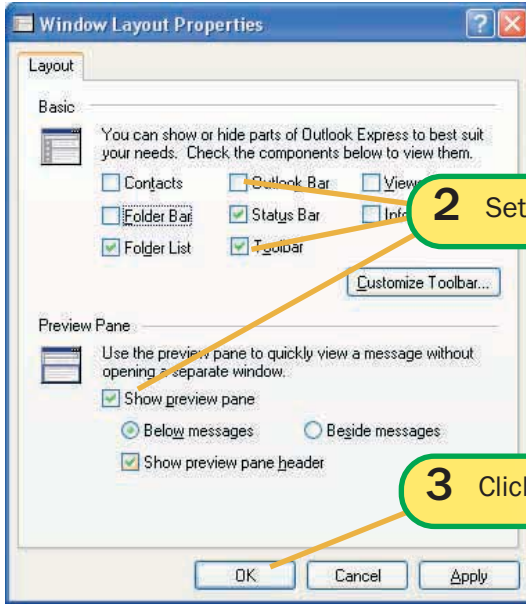 Window Layout Properties
Layout
Basic
You can show or hide parts of Outlook Express to best suit
your needs. Check the components below to view them.
Contacts Outlook Bar Views
Folder Bar Status Bar Info
Folder List Toolbar
2 Set
Customize Toolbar...
Preview Pane
Use the preview pane to quickly view a message without
opening a separate window.
Show preview pane
Below messages Beside messages
Show preview pane header
3 Click
OK Cancel Apply